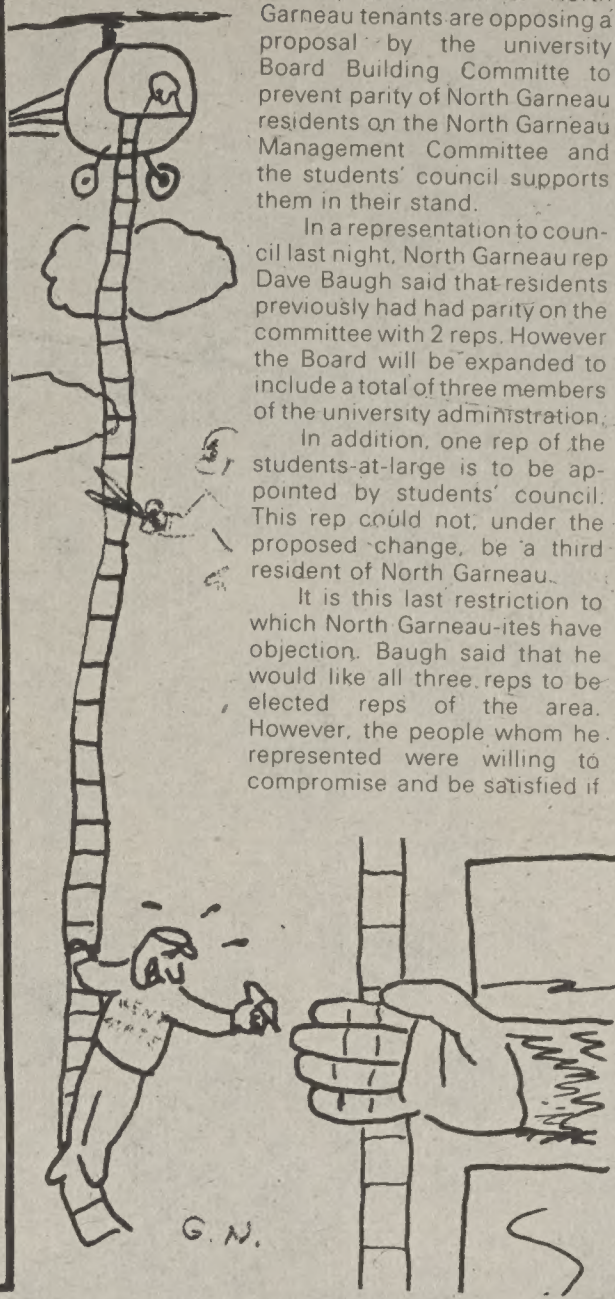 Garneau tenants are opposing a
proposal by the university
Board Building Committe to
prevent parity of North Garneau
residents on the North Garneau
Management Committee and
the students' council supports
them in their stand.
In a representation to coun-
cil last night, North Garneau rep
Dave Baugh said that residents
previously had had parity on the
committee with 2 reps. However
the Board will be expanded to
include a total of three members
of the university administration.
In addition, one rep of the
students-at-large is to be ap-
pointed by students' council.
This rep could not, under the
proposed change, be a third
resident of North Garneau.
It is this last restriction to
which North Garneau-ites have
objection. Baugh said that he
would like all three reps to be
elected reps of the area.
However, the people whom he
represented were willing to
compromise and be satisfied if
KENT
STATE
G.N.
S